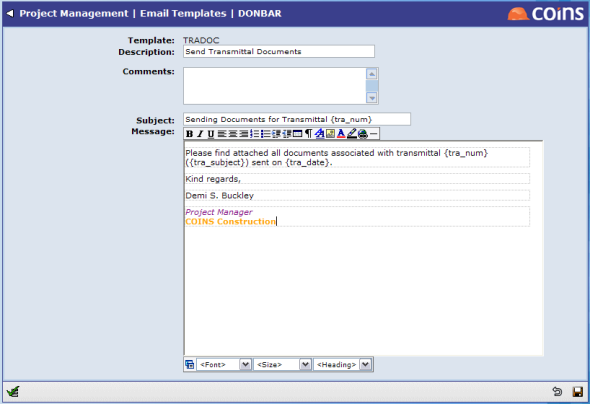 Project Management | Email Templates | DONBAR
COINS
Template: TRADOC
Description: Send Transmittal Documents
Comments:
Subject: Sending Documents for Transmittal {tra_num}
Message:
B I U
Please find attached all documents associated with transmittal {tra_num}
({tra_subject}) sent on {tra_date}.
Kind regards,
Demi S. Buckley
Project Manager
COINS Construction
<Font> <Size> <Heading>